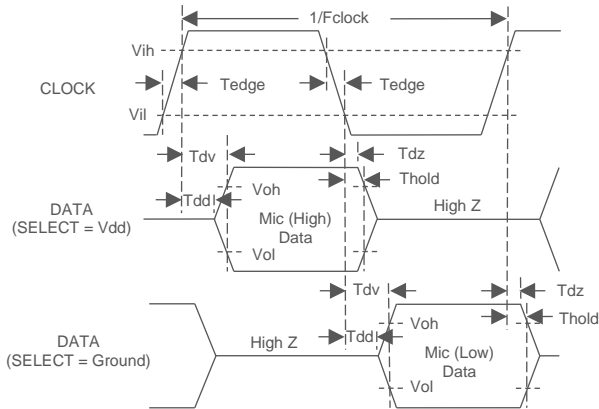 1/Fclock
Vih
CLOCK
Tedge
Tedge
Vil
Tdv
Tdz
Voh
Thold
Tdd
DATA
(SELECT = Vdd)
Mic (High)
Data
High Z
Vol
Tdv
Tdz
Voh
Thold
Tdd
DATA
(SELECT = Ground)
High Z
Mic (Low)
Data
Vol